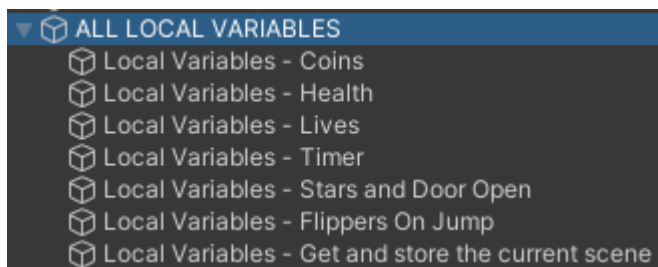 ALL LOCAL VARIABLES
Local Variables - Coins
Local Variables - Health
Local Variables - Lives
Local Variables - Timer
Local Variables - Stars and Door Open
Local Variables - Flippers On Jump
Local Variables - Get and store the current scene